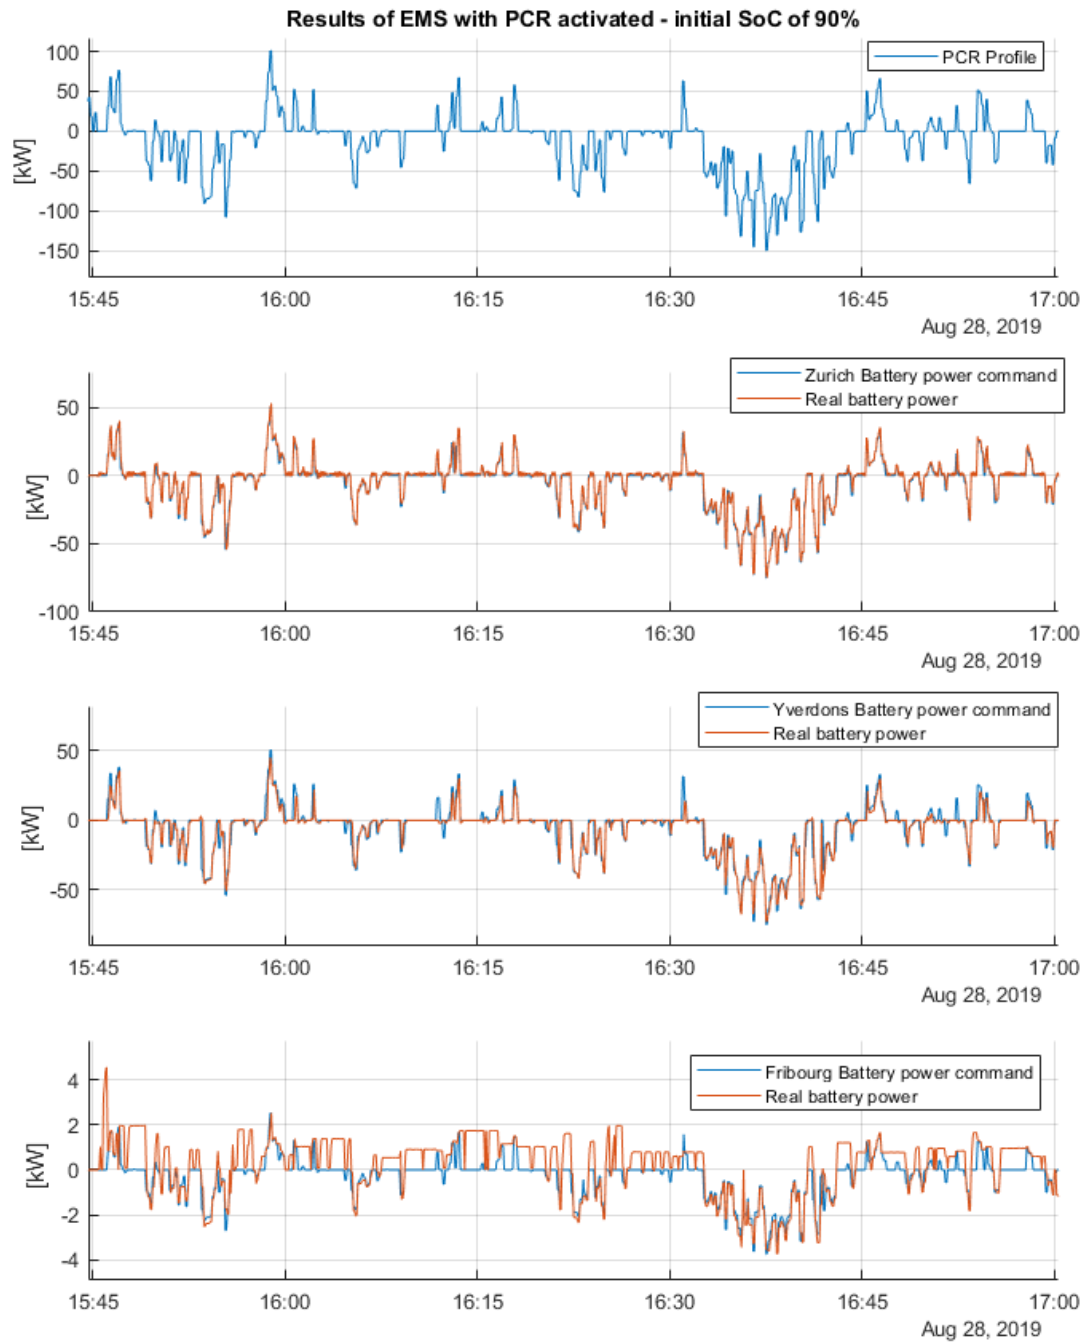 Results of EMS with PCR activated - initial SoC of 90%
PCR Profile
[kW]
100
50
0
-50
-100
-150
15:45 16:00 16:15 16:30 16:45 17:00
Aug 28, 2019
Zurich Battery power command
Real battery power
[kW]
50
0
-50
-100
15:45 16:00 16:15 16:30 16:45 17:00
Aug 28, 2019
Yverdons Battery power command
Real battery power
[kW]
50
0
-50
15:45 16:00 16:15 16:30 16:45 17:00
Aug 28, 2019
Fribourg Battery power command
Real battery power
[kW]
4
2
0
-2
-4
15:45 16:00 16:15 16:30 16:45 17:00
Aug 28, 2019